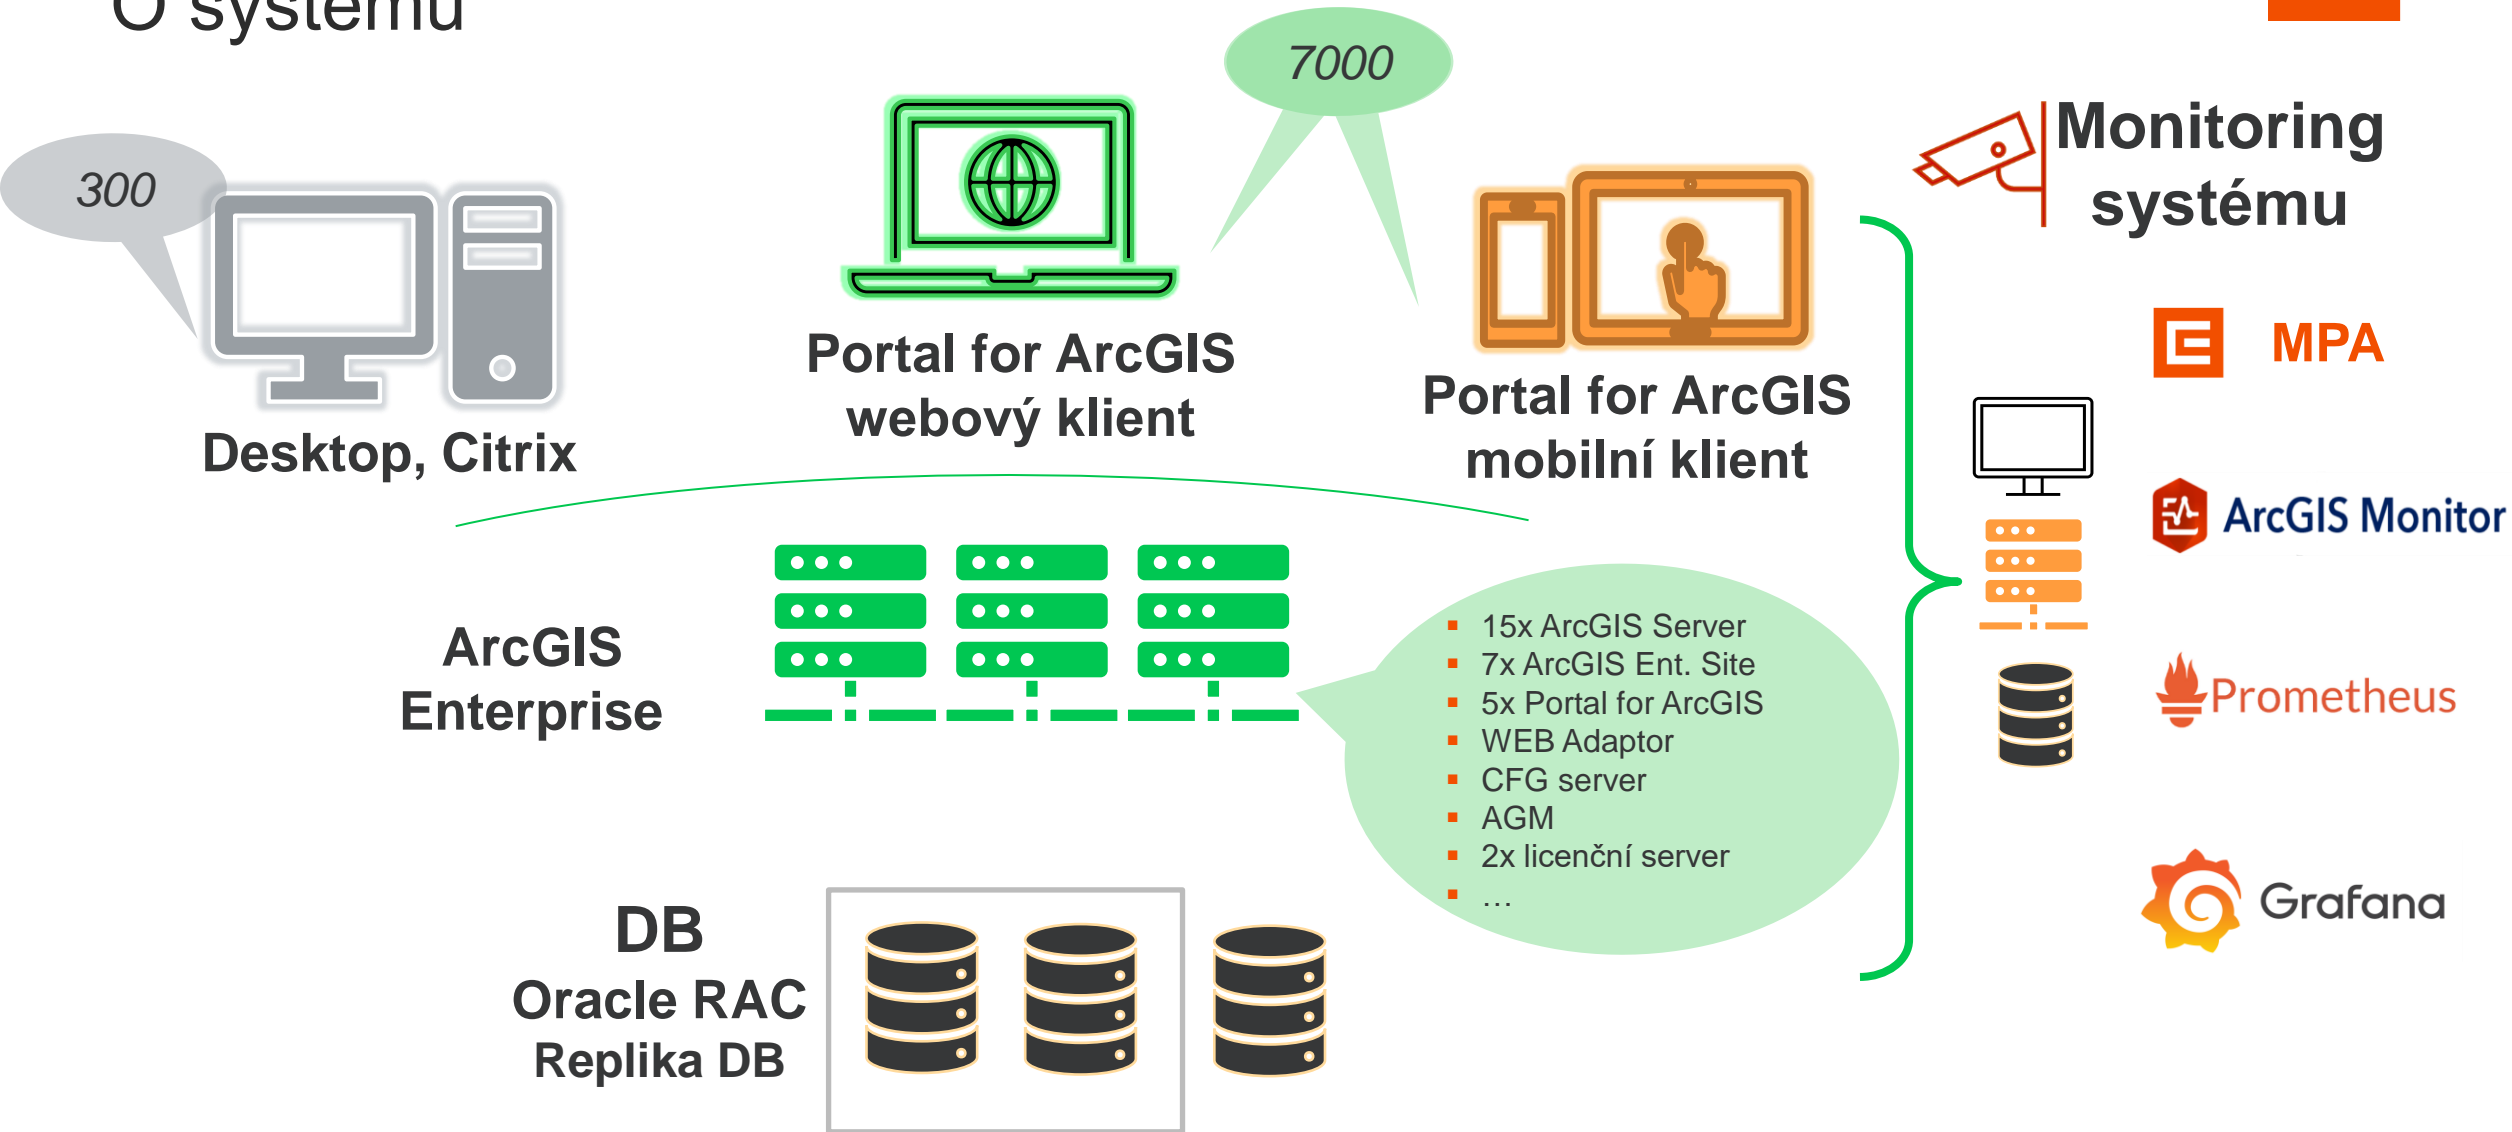 O systému
300
7000
Desktop, Citrix
Portal for ArcGIS
webový klient
Portal for ArcGIS
mobilní klient
ArcGIS
Enterprise
15x ArcGIS Server
7x ArcGIS Ent. Site
5x Portal for ArcGIS
WEB Adaptor
CFG server
AGM
2x licenční server
…
DB
Oracle RAC
Replika DB
Monitoring
systému
MPA
ArcGIS Monitor
Prometheus
Grafana